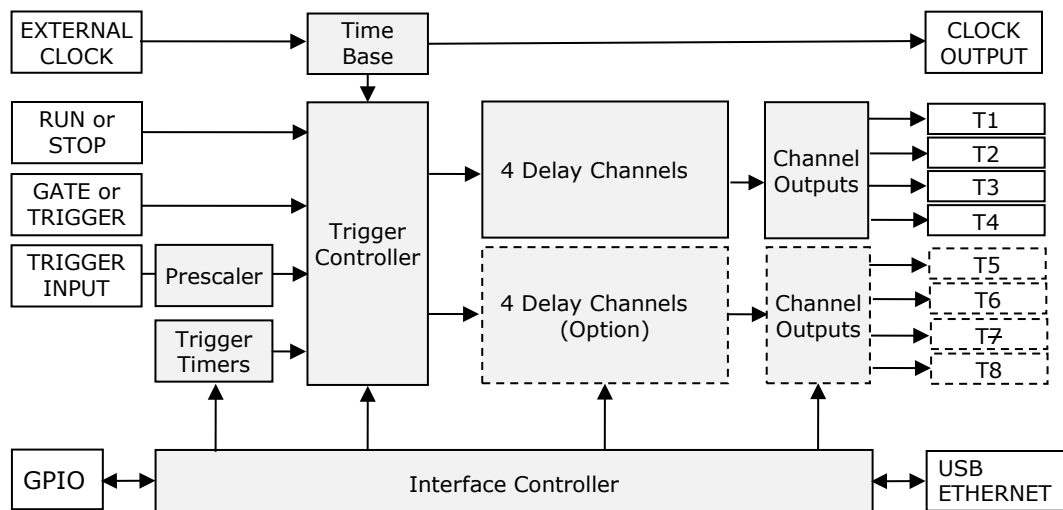 EXTERNAL
CLOCK
Time
Base
CLOCK
OUTPUT
RUN or
STOP
GATE or
TRIGGER
TRIGGER
INPUT
Prescaler
Trigger
Timers
Trigger
Controller
4 Delay Channels
Channel
Outputs
T1
T2
T3
T4
4 Delay Channels
(Option)
Channel
Outputs
T5
T6
T7
T8
GPIO
Interface Controller
USB
ETHERNET